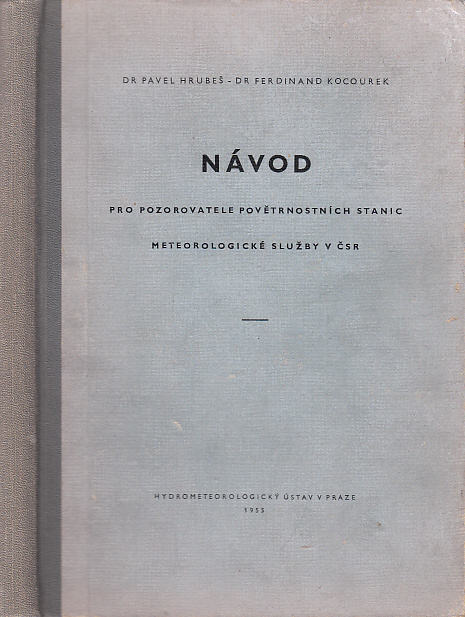 DR PAVEL HRUBEŠ – DR FERDINAND KOCOUREK
NÁVOD
PRO POZOROVATELE POVĚTRNOSTNÍCH STANIC
METEOROLOGICKÉ SLUŽBY V ČSR
HYDROMETEOROLOGICKÝ ÚSTAV V PRAZE
1955